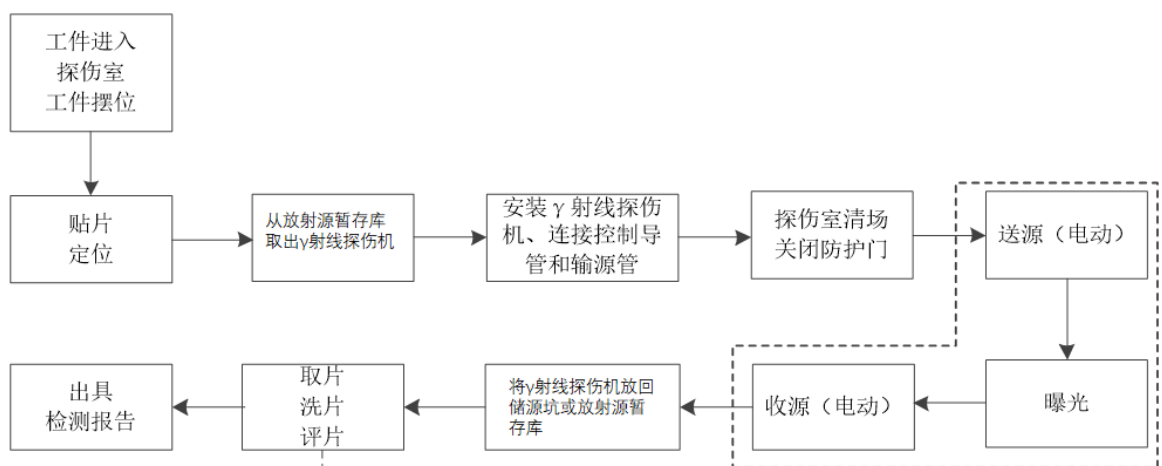 工件进入
探伤室
工件摆位
贴片
定位
从放射源暂存库
取出γ射线探伤机
安装γ射线探伤
机、连接控制导
管和输源管
探伤室清场
关闭防护门
送源（电动）
出具
检测报告
取片
洗片
评片
将γ射线探伤机放回
储源坑或放射源暂
存库
收源（电动）
曝光